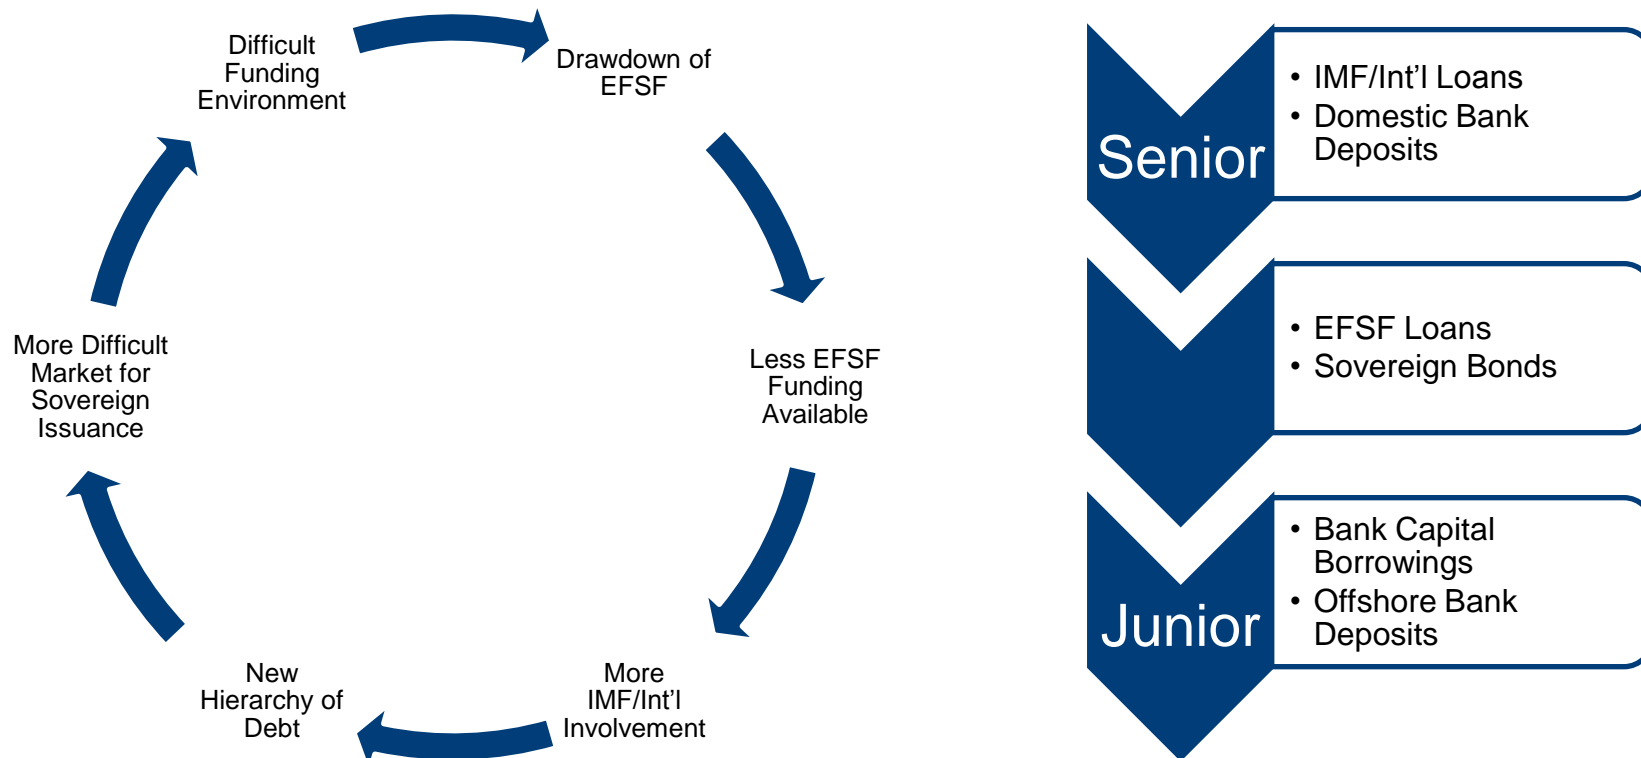 Difficult
Funding
Environment
Drawdown of
EFSF
Less EFSF
Funding
Available
More
IMF/Int’l
Involvement
New
Hierarchy of
Debt
More Difficult
Market for
Sovereign
Issuance
Senior
• IMF/Int’l Loans
• Domestic Bank
Deposits
• EFSF Loans
• Sovereign Bonds
Junior
• Bank Capital
Borrowings
• Offshore Bank
Deposits